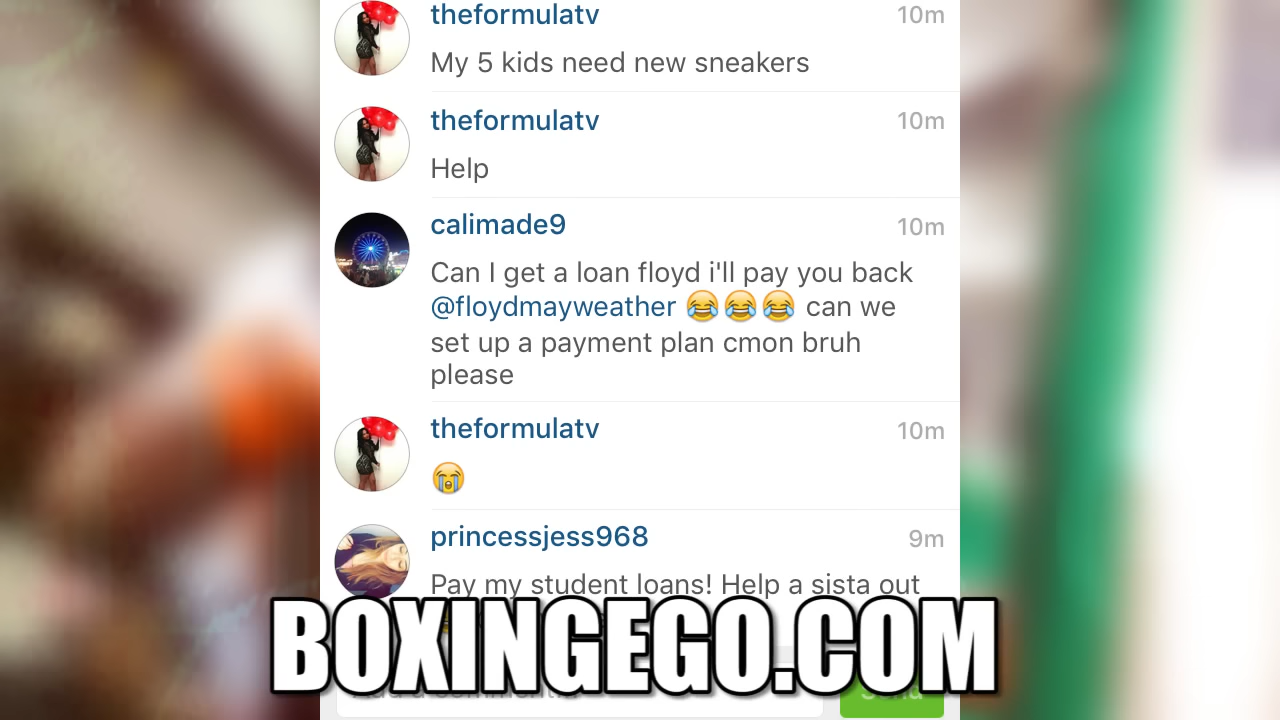 theformulatv 10m
My 5 kids need new sneakers
theformulatv 10m
Help
calimade9 10m
Can I get a loan floyd i'll pay you back
@floydmayweather 😂😂😂 can we
set up a payment plan cmon bruh
please
theformulatv 10m
😭
princessjess968 9m
Pay my student loans! Help a sista out
BOXINGEGO.COM
Send